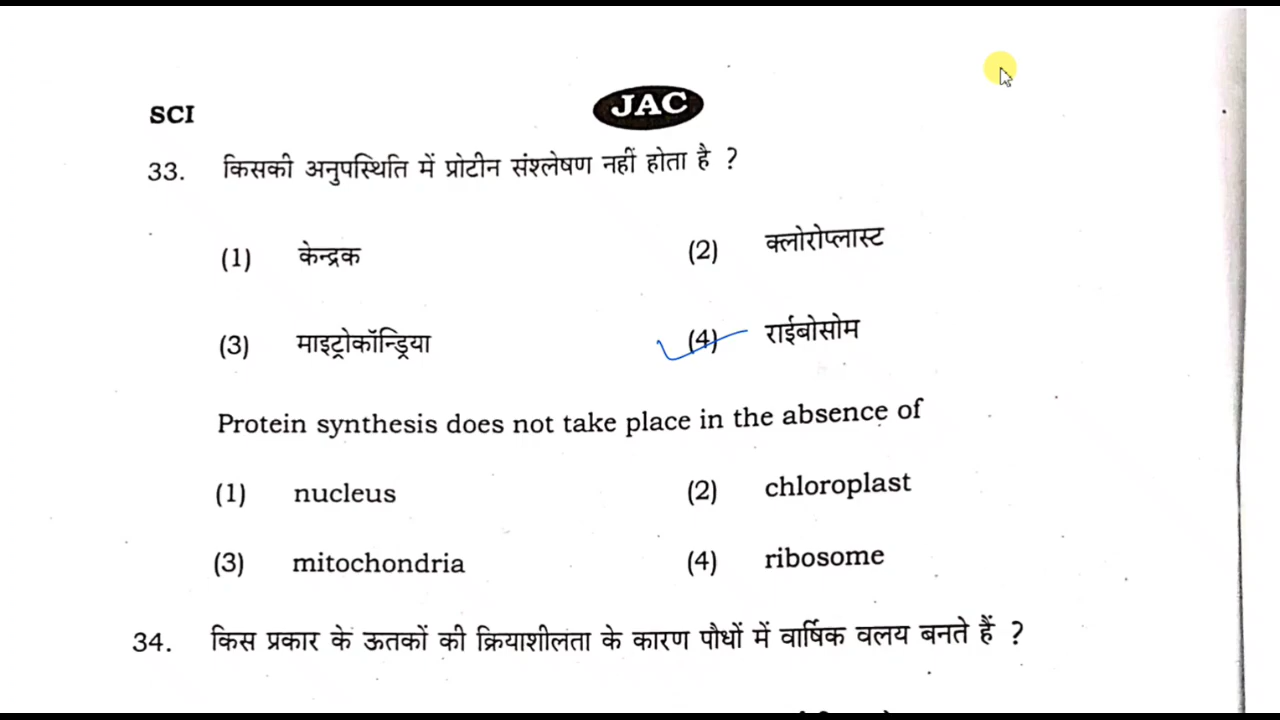 SCI
JAC
33. किसकी अनुपस्थिति में प्रोटीन संश्लेषण नहीं होता है ?
(1) केन्द्रक (2) क्लोरोप्लास्ट
(3) माइट्रोकॉन्ड्रिया (4) राईबोसोम
Protein synthesis does not take place in the absence of
(1) nucleus (2) chloroplast
(3) mitochondria (4) ribosome
34. किस प्रकार के ऊतकों की क्रियाशीलता के कारण पौधों में वार्षिक वलय बनते हैं ?